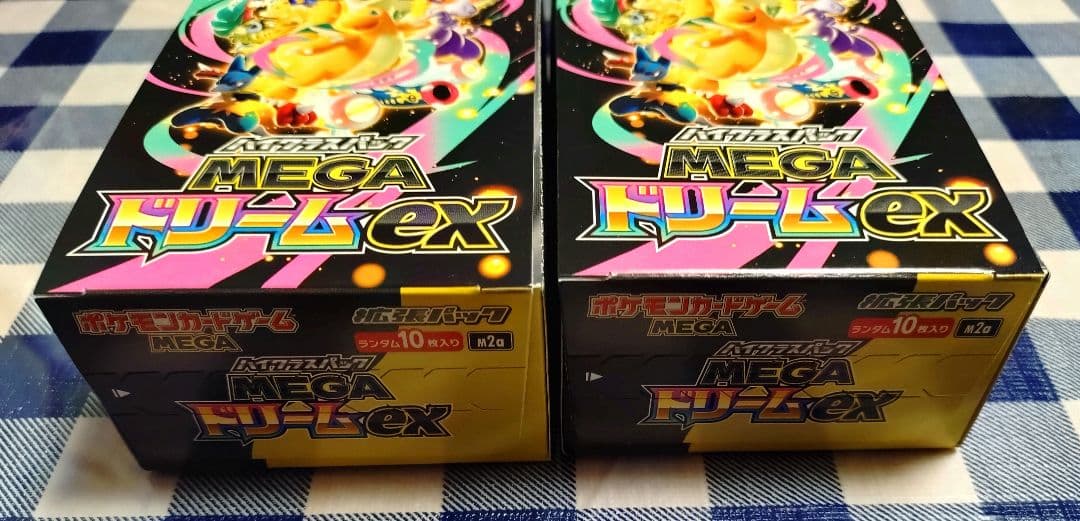 ハイクラスパック
MEGA
ドリームex
ポケモンカードゲーム
MEGA
拡張パック
ランダム10枚入り
M2a
ハイクラスパック
MEGA
ドリームex
ハイクラスパック
MEGA
ドリームex
ポケモンカードゲーム
MEGA
拡張パック
ランダム10枚入り
M2a
ハイクラスパック
MEGA
ドリームex